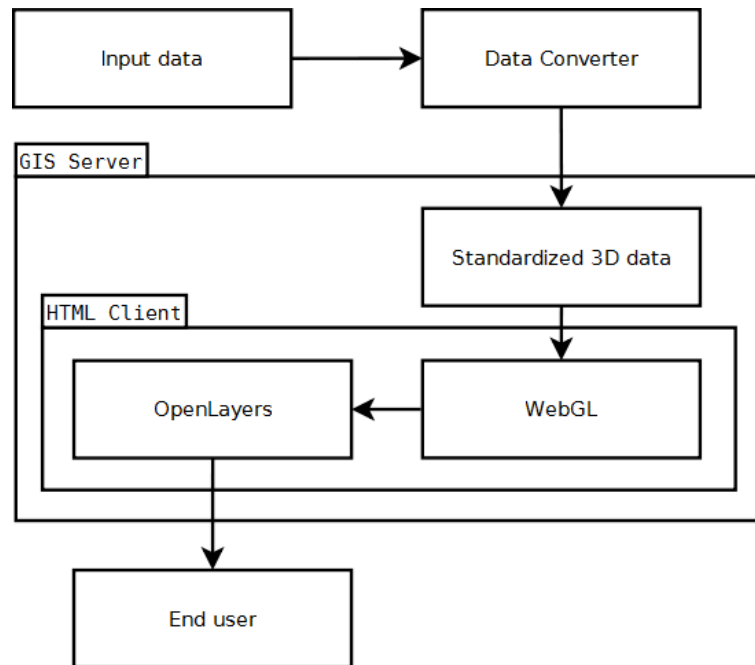 Input data
Data Converter
GIS Server
Standardized 3D data
HTML Client
OpenLayers
WebGL
End user